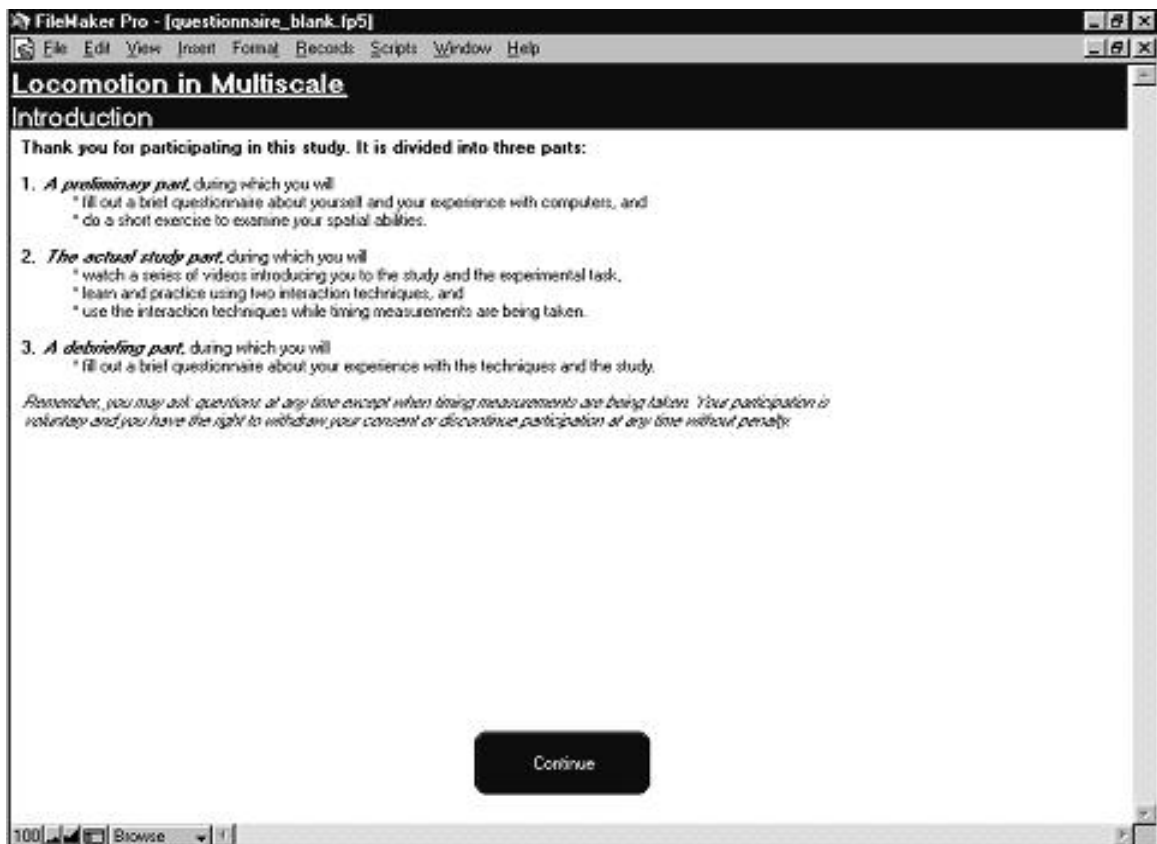 FileMaker Pro - [questionnaire_blank.fp5]
File Edit View Insert Format Records Scripts Window Help
Locomotion in Multiscale
Introduction
Thank you for participating in this study. It is divided into three parts:
1. A preliminary part, during which you will
* fill out a brief questionnaire about yourself and your experience with computers, and
* do a short exercise to examine your spatial abilities.
2. The actual study part, during which you will
* watch a series of videos introducing you to the study and the experimental task,
* learn and practice using two interaction techniques, and
* use the interaction techniques while timing measurements are being taken.
3. A debriefing part, during which you will
* fill out a brief questionnaire about your experience with the techniques and the study.
Remember, you may ask questions at any time except when timing measurements are being taken. Your participation is
voluntary and you have the right to withdraw your consent or discontinue participation at any time without penalty.
Continue
100 Browse